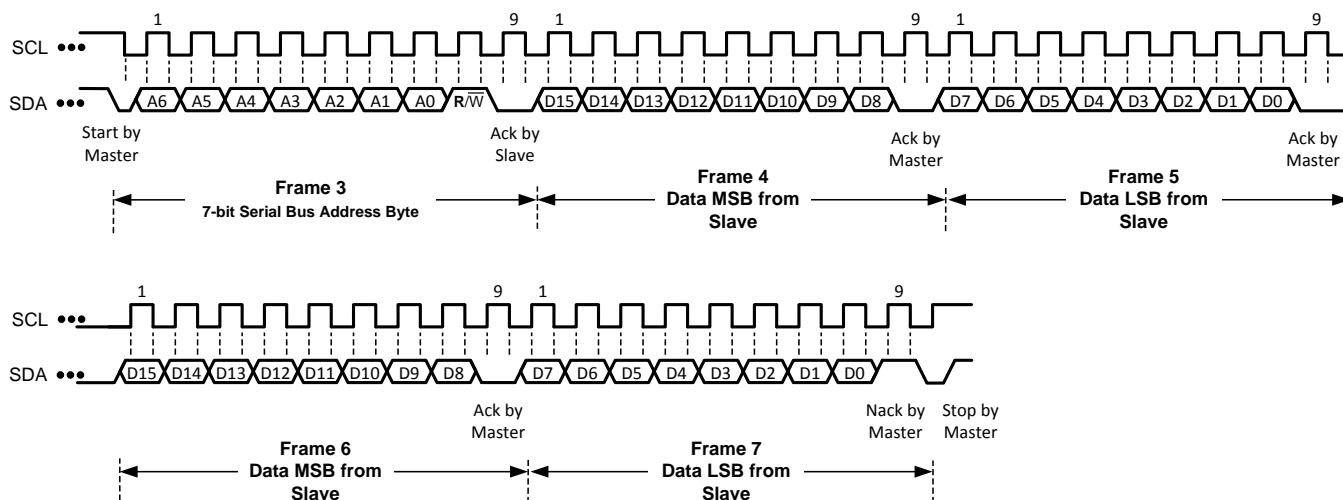 1 9 1 9 1 9
SCL •••
SDA ••• A6 A5 A4 A3 A2 A1 A0 R/W̅ D15 D14 D13 D12 D11 D10 D9 D8 D7 D6 D5 D4 D3 D2 D1 D0
Start by
Master
Ack by
Slave
Ack by
Master
Ack by
Master
Frame 3
7-bit Serial Bus Address Byte
Frame 4
Data MSB from
Slave
Frame 5
Data LSB from
Slave
1 9 1 9
SCL •••
SDA ••• D15 D14 D13 D12 D11 D10 D9 D8 D7 D6 D5 D4 D3 D2 D1 D0
Ack by
Master
Nack by
Master
Stop by
Master
Frame 6
Data MSB from
Slave
Frame 7
Data LSB from
Slave